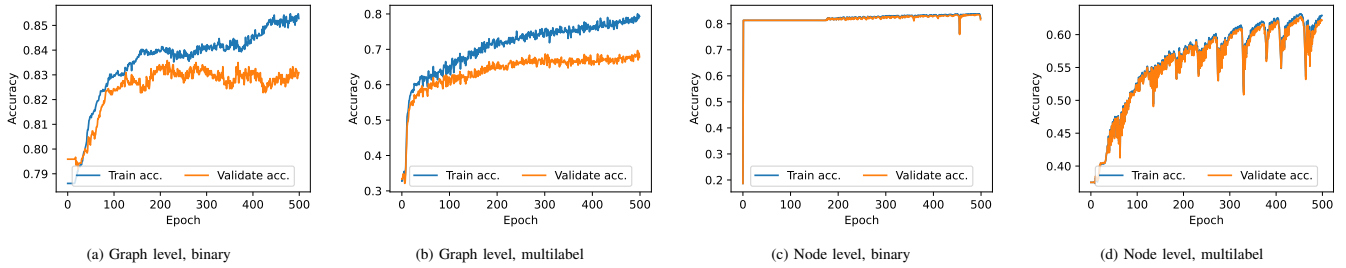 0.85
0.84
0.83
0.82
0.81
0.80
0.79
Accuracy
Train acc. Validate acc.
0 100 200 300 400 500
Epoch
(a) Graph level, binary
0.8
0.7
0.6
0.5
0.4
0.3
Accuracy
Train acc. Validate acc.
0 100 200 300 400 500
Epoch
(b) Graph level, multilabel
0.8
0.7
0.6
0.5
0.4
0.3
0.2
Accuracy
Train acc. Validate acc.
0 100 200 300 400 500
Epoch
(c) Node level, binary
0.60
0.55
0.50
0.45
0.40
Accuracy
Train acc. Validate acc.
0 100 200 300 400 500
Epoch
(d) Node level, multilabel